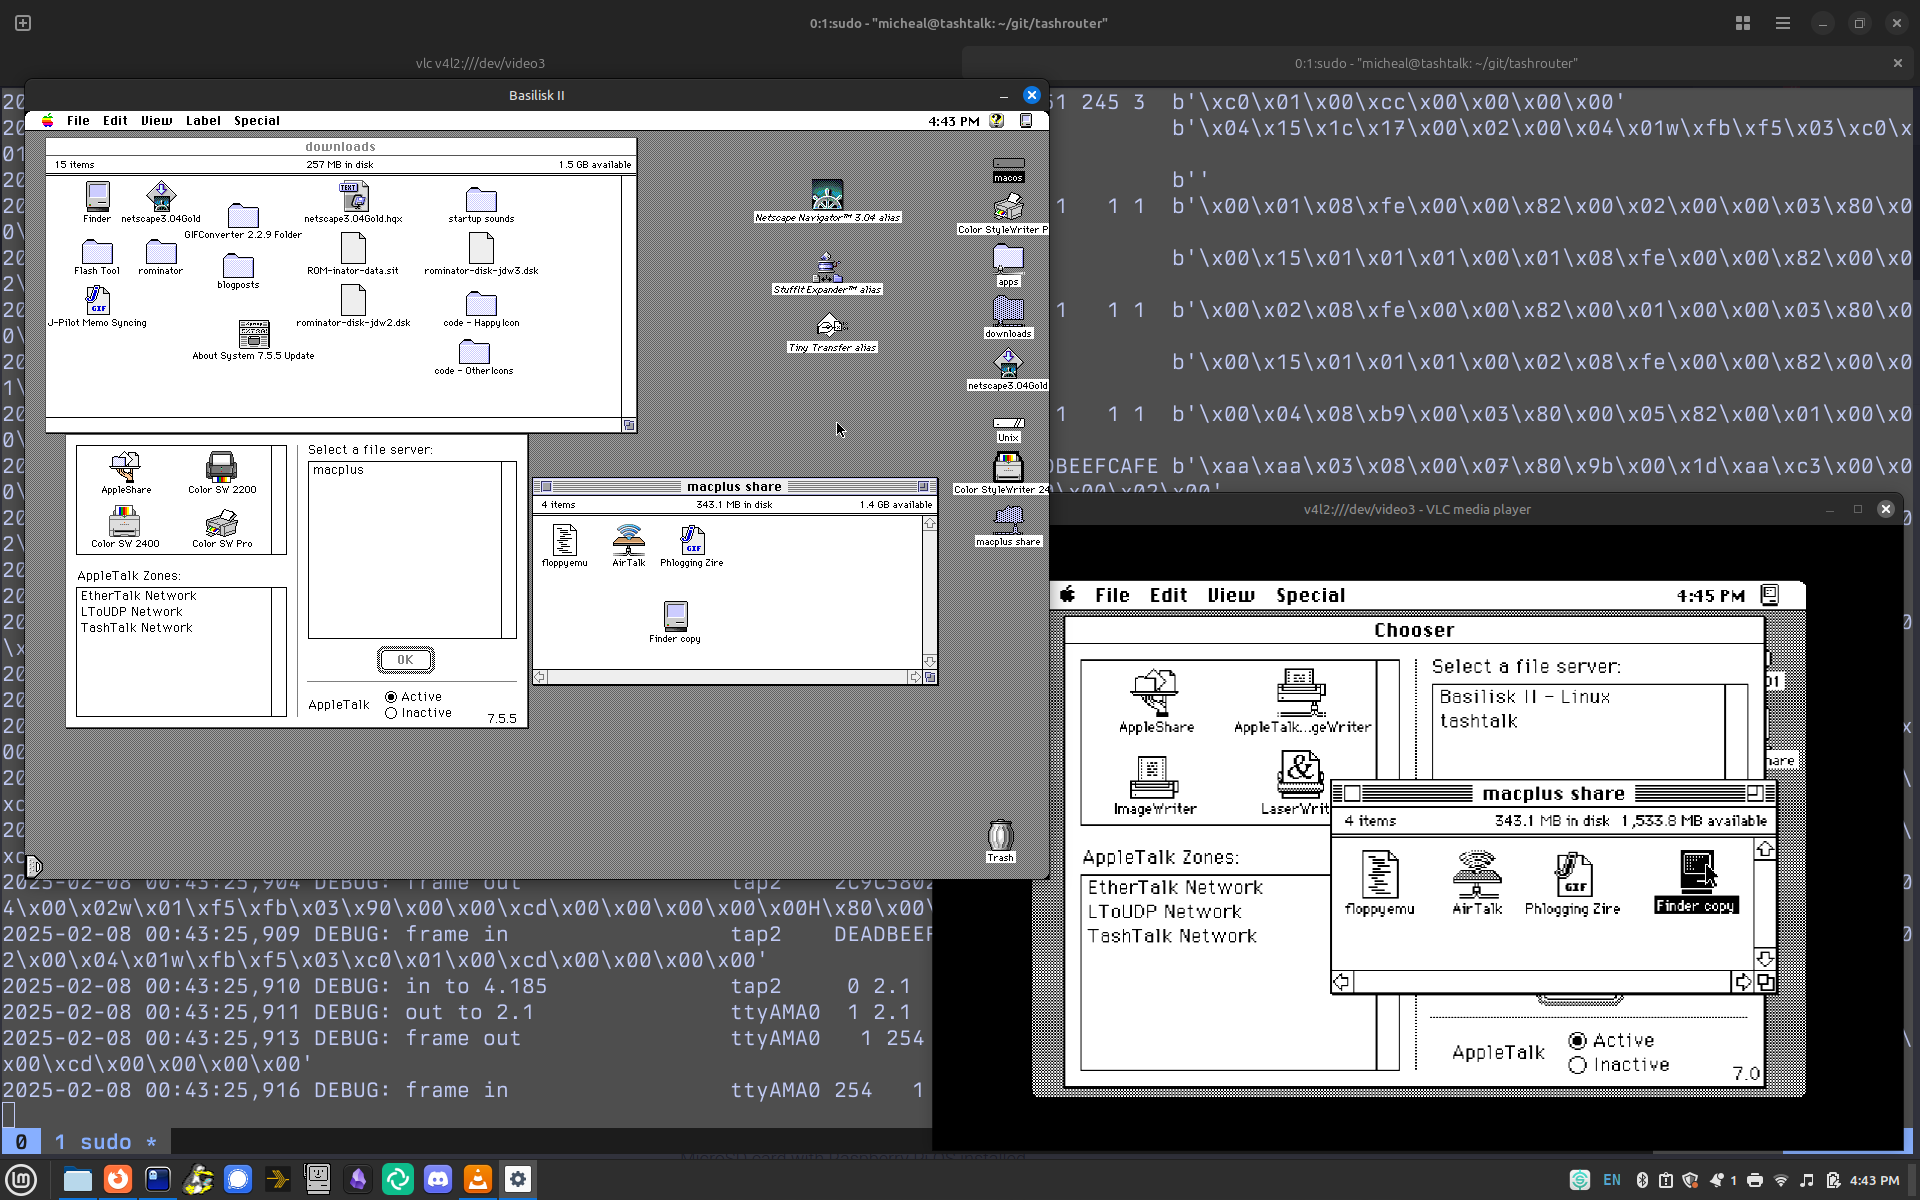 0:1:sudo - "micheal@tashtalk: ~/git/tashrouter"
vlc v4l2:///dev/video3
0:1:sudo - "micheal@tashtalk: ~/git/tashrouter"
Basilisk II
File Edit View Label Special
4:43 PM
downloads
15 items 257 MB in disk 1.5 GB available
Finder netscape3.04Gold netscape3.04Gold.hqx startup sounds
GIFConverter 2.2.9 Folder
Flash Tool rominator ROM-inator-data.sit rominator-disk-jdw3.dsk
blogposts
J-Pilot Memo Syncing rominator-disk-jdw2.dsk code - HappyIcon
About System 7.5.5 Update
code - OtherIcons
Netscape Navigator™ 3.04 alias
StuffIt Expander™ alias
Tiny Transfer alias
macos
Color StyleWriter P
apps
downloads
netscape3.04Gold
Unix
Color StyleWriter 24
macplus share
Trash
AppleShare Color SW 2200
Color SW 2400 Color SW Pro
AppleTalk Zones:
EtherTalk Network
LToUDP Network
TashTalk Network
Select a file server:
macplus
OK
AppleTalk Active
Inactive
7.5.5
macplus share
4 items 343.1 MB in disk 1.4 GB available
floppyemu AirTalk Phlogging Zire
Finder copy
51 245 3 b'\xc0\x01\x00\xcc\x00\x00\x00\x00'
b'\x04\x15\x1c\x17\x00\x02\x00\x04\x01w\xfb\xf5\x03\xc0\x
b''
1 1 1 b'\x00\x01\x08\xfe\x00\x82\x00\x02\x00\x00\x03\x80\x0
b'\x00\x15\x01\x01\x01\x00\x01\x08\xfe\x00\x82\x00\x0
1 1 1 b'\x00\x02\x08\xfe\x00\x82\x00\x01\x00\x00\x03\x80\x0
b'\x00\x15\x01\x01\x01\x00\x02\x08\xfe\x00\x82\x00\x0
1 1 1 b'\x00\x04\x08\xb9\x00\x03\x80\x00\x05\x82\x00\x01\x00\x0
DBEEFCAFE b'\xaa\xaa\x03\x08\x00\x07\x80\x9b\x00\x1d\xaa\xc3\x00\x0
v4l2:///dev/video3 - VLC media player
File Edit View Special
4:45 PM
Chooser
AppleShare AppleTalk...geWriter
ImageWriter LaserWrit
Select a file server:
Basilisk II - Linux
tashtalk
AppleTalk Zones:
EtherTalk Network
LToUDP Network
TashTalk Network
macplus share
4 items 343.1 MB in disk 1,533.8 MB available
floppyemu AirTalk Phlogging Zire Finder copy
AppleTalk Active
Inactive
7.0
2025-02-08 00:43:25,904 DEBUG: frame out tap2 2C9C5802
4\x00\x02w\x01\xf5\xfb\x03\x90\x00\x00\xcd\x00\x00\x00\x00\x00H\x80\x00\
2025-02-08 00:43:25,909 DEBUG: frame in tap2 DEADBEEF
2\x00\x04\x01w\xfb\xf5\x03\xc0\x01\x00\xcd\x00\x00\x00\x00'
2025-02-08 00:43:25,910 DEBUG: in to 4.185 tap2 0 2.1
2025-02-08 00:43:25,911 DEBUG: out to 2.1 ttyAMA0 1 2.1
2025-02-08 00:43:25,913 DEBUG: frame out ttyAMA0 1 254
x00\xcd\x00\x00\x00\x00'
2025-02-08 00:43:25,916 DEBUG: frame in ttyAMA0 254 1
0 1 sudo *
EN 1 4:43 PM